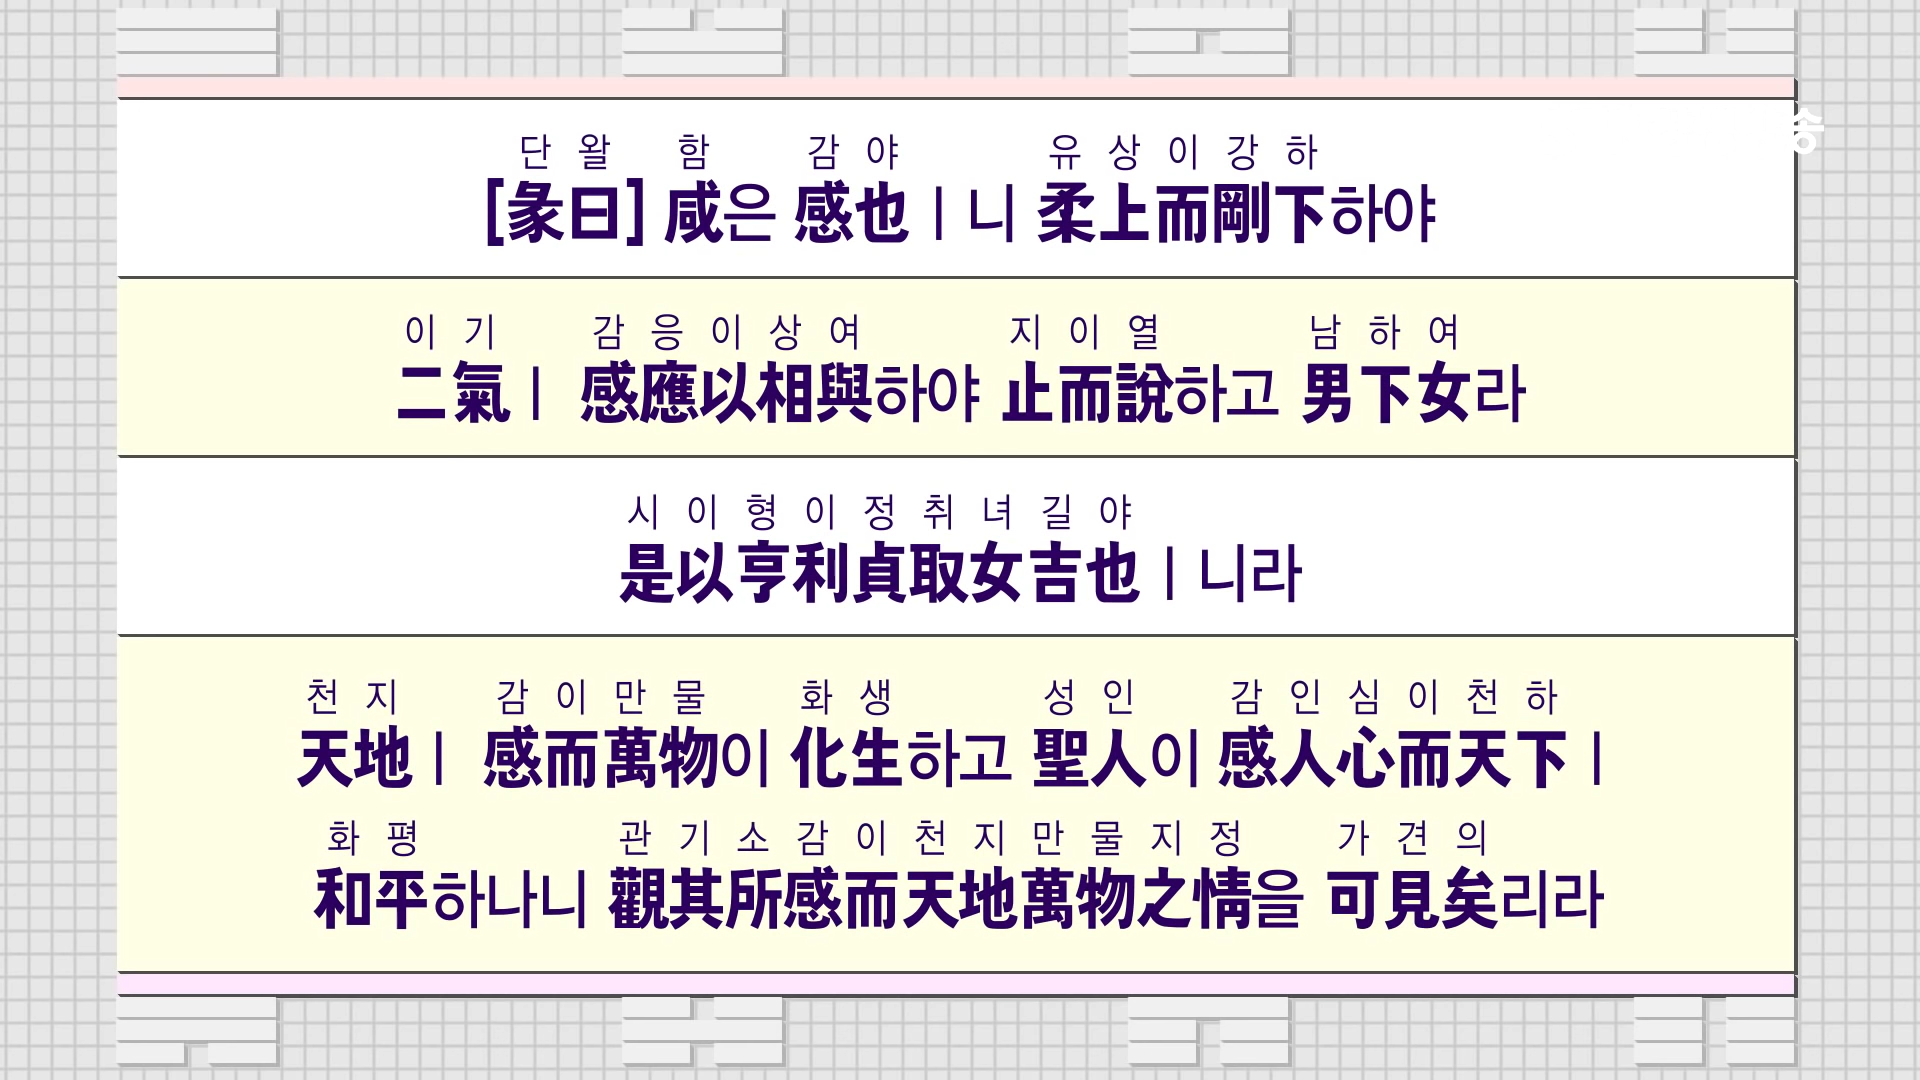 단 왈 함 감 야 유 상 이 강 하
[彖曰] 咸은 感也ㅣ니 柔上而剛下하야
이 기 감 응 이 상 여 지 이 열 남 하 여
二氣ㅣ 感應以相與하야 止而說하고 男下女라
시 이 형 이 정 취 녀 길 야
是以亨利貞取女吉也ㅣ니라
천 지 감 이 만 물 화 생 성 인 감 인 심 이 천 하
天地ㅣ 感而萬物이 化生하고 聖人이 感人心而天下ㅣ
화 평 관 기 소 감 이 천 지 만 물 지 정 가 견 의
和平하나니 觀其所感而天地萬物之情을 可見矣리라